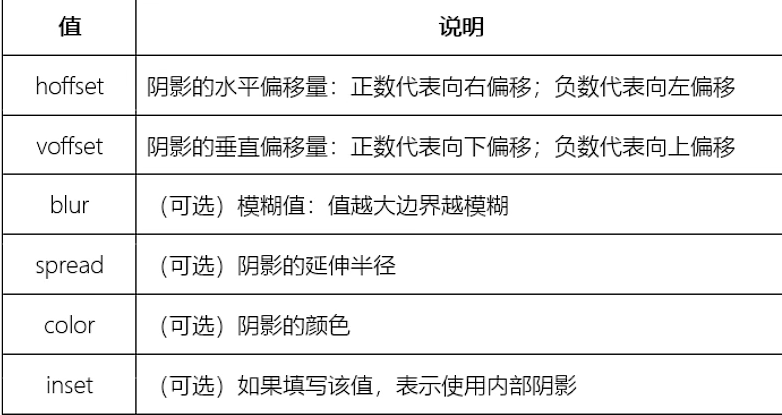 值 说明
hoffset 阴影的水平偏移量：正数代表向右偏移；负数代表向左偏移
voffset 阴影的垂直偏移量：正数代表向下偏移；负数代表向上偏移
blur （可选）模糊值：值越大边界越模糊
spread （可选）阴影的延伸半径
color （可选）阴影的颜色
inset （可选）如果填写该值，表示使用内部阴影